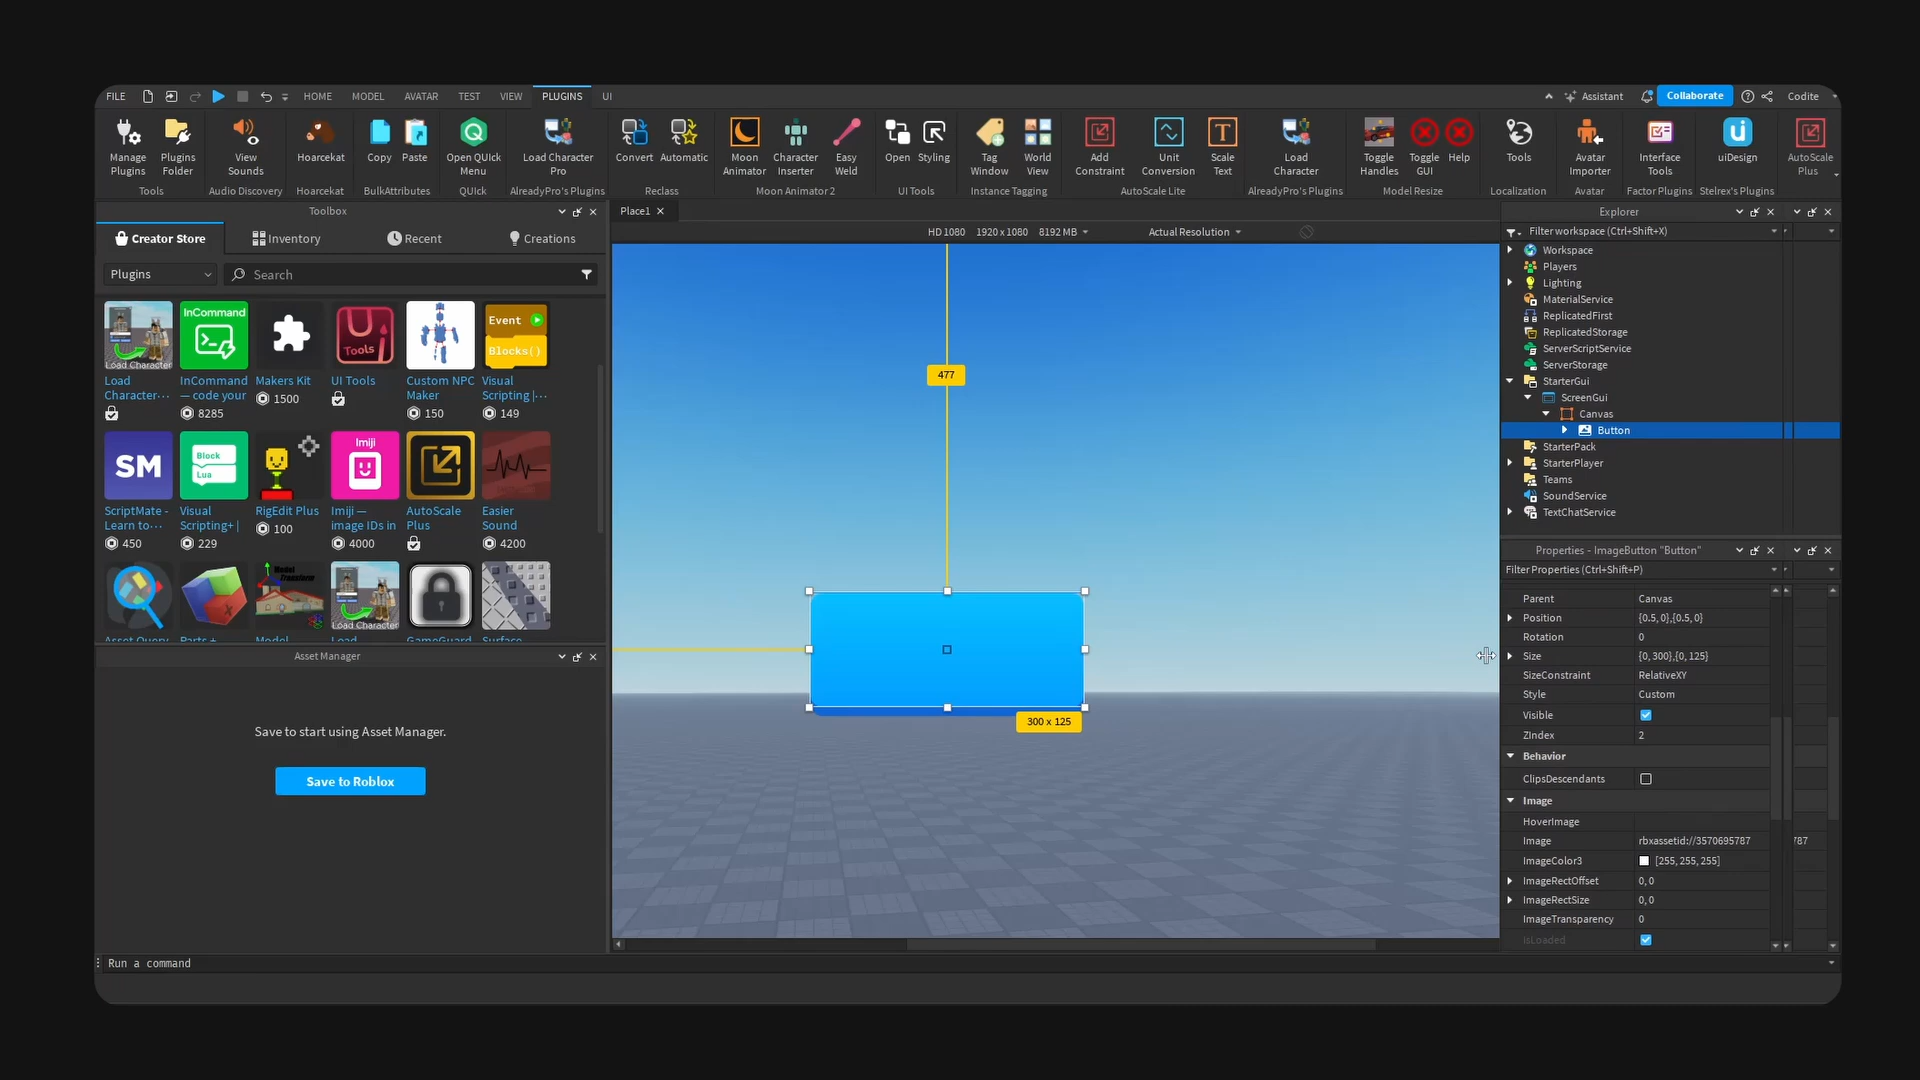 FILE HOME MODEL AVATAR TEST VIEW PLUGINS UI Assistant Collaborate Codite
Manage Plugins
Plugins Folder
Tools
View Sounds
Audio Discovery
Hoarcekat
Hoarcekat
Copy
Paste
BulkAttributes
Open QUIck Menu
QUIck
Load Character Pro
AlreadyPro's Plugins
Convert
Automatic
Reclass
Moon Animator
Character Inserter
Easy Weld
Moon Animator 2
Open
Styling
UI Tools
Tag Window
World View
Instance Tagging
Add Constraint
Unit Conversion
Scale Text
AutoScale Lite
Load Character
AlreadyPro's Plugins
Toggle Handles
Toggle GUI
Help
Model Resize
Tools
Localization
Avatar Importer
Avatar
Interface Tools
Factor Plugins
uiDesign
Stelrex's Plugins
AutoScale Plus
Toolbox
Creator Store Inventory Recent Creations
Plugins Search
Load Character
InCommand
Tools
Event
Blocks()
Load Character...
InCommand — code your
8285
Makers Kit
1500
UI Tools
Custom NPC Maker
150
Visual Scripting |...
149
SM
Block
Lua
Imiji
ScriptMate - Learn to...
450
Visual Scripting+ |
229
RigEdit Plus
100
Imiji — image IDs in
4000
AutoScale Plus
Easier Sound
4200
Model Transform
Load Character
Asset Query
Parts +
Model
Load
GameGuard
Surface
Asset Manager
Save to start using Asset Manager.
Save to Roblox
Run a command
Place1
HD 1080 1920 x 1080 8192 MB Actual Resolution
477
300 x 125
Explorer
Filter workspace (Ctrl+Shift+X)
Workspace
Players
Lighting
MaterialService
ReplicatedFirst
ReplicatedStorage
ServerScriptService
ServerStorage
StarterGui
ScreenGui
Canvas
Button
StarterPack
StarterPlayer
Teams
SoundService
TextChatService
Properties - ImageButton "Button"
Filter Properties (Ctrl+Shift+P)
Parent Canvas
Position {0.5, 0},{0.5, 0}
Rotation 0
Size {0, 300},{0, 125}
SizeConstraint RelativeXY
Style Custom
Visible
ZIndex 2
Behavior
ClipsDescendants
Image
HoverImage
Image rbxassetid://3570695787 787
ImageColor3 [255, 255, 255]
ImageRectOffset 0, 0
ImageRectSize 0, 0
ImageTransparency 0
IsLoaded